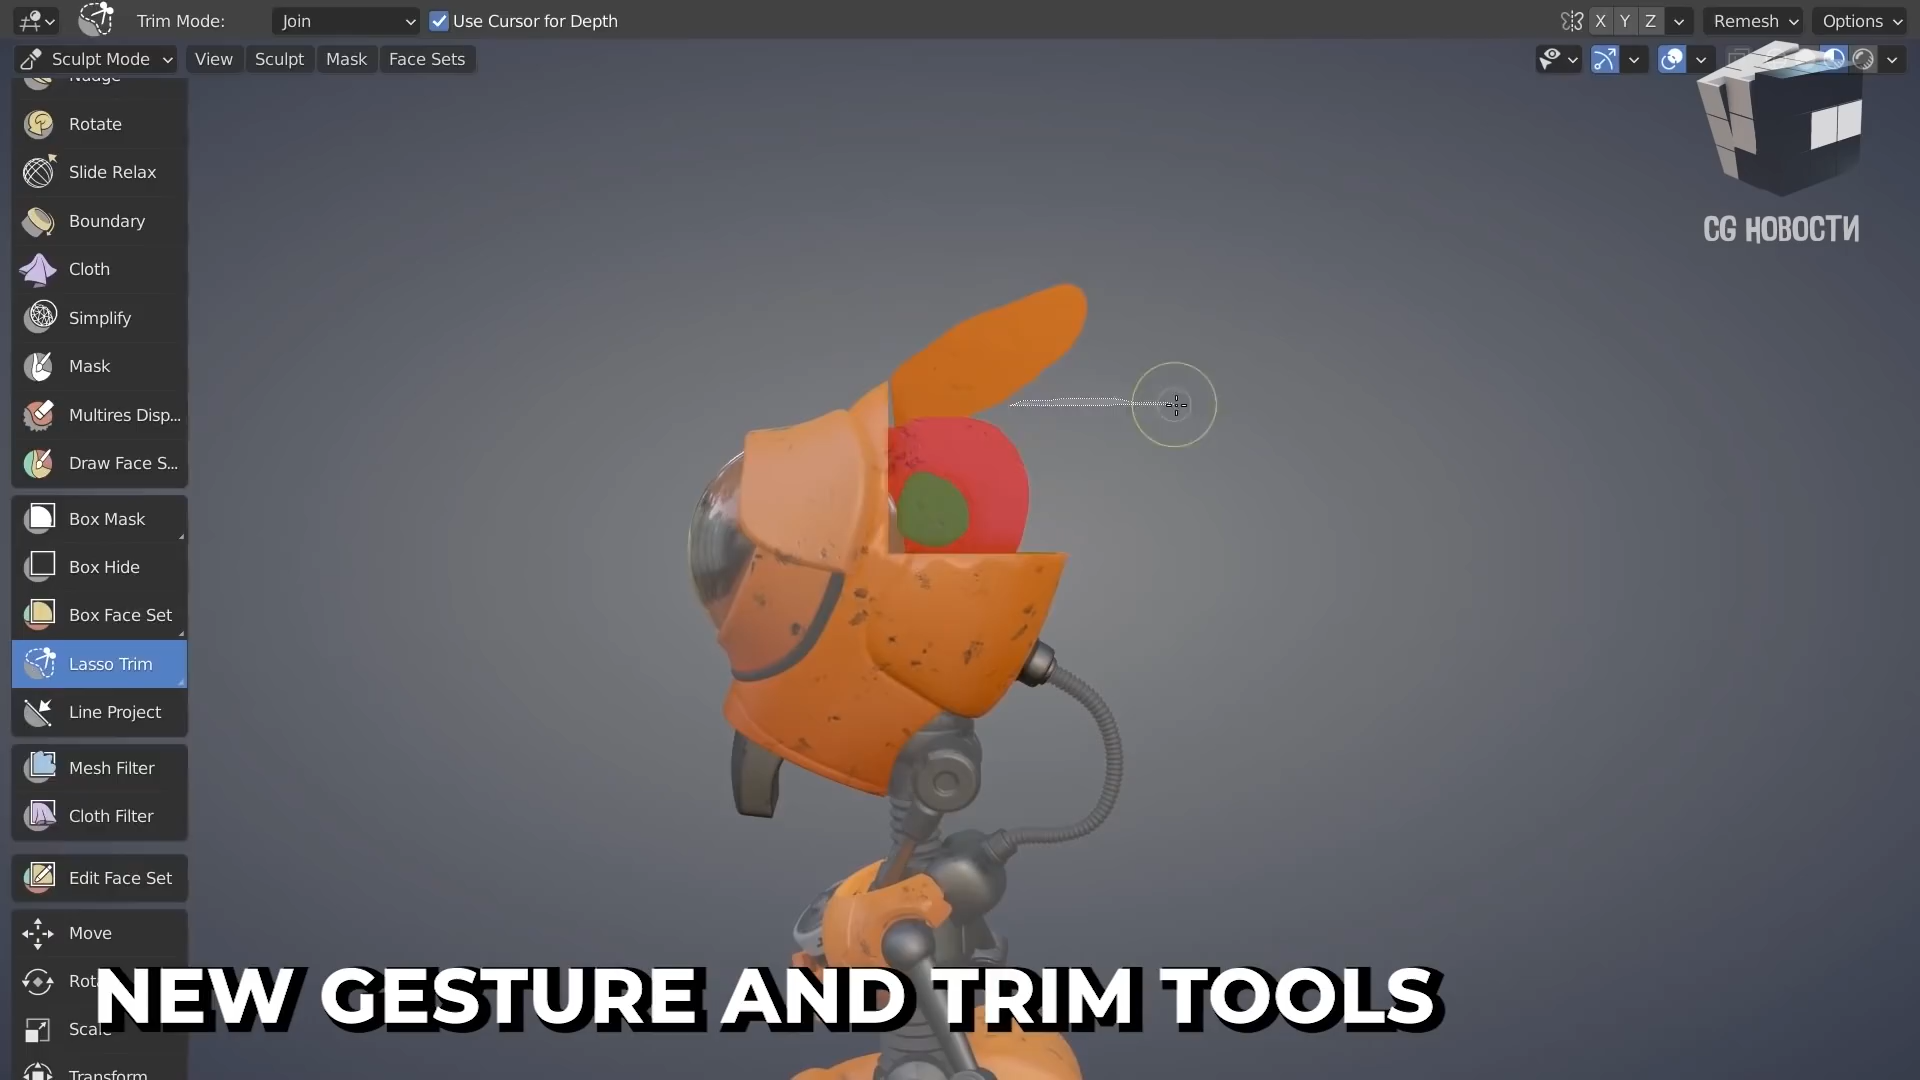 Trim Mode:
Join
Use Cursor for Depth
X Y Z
Remesh
Options
Sculpt Mode
View
Sculpt
Mask
Face Sets
Nudge
Rotate
Slide Relax
Boundary
Cloth
Simplify
Mask
Multires Disp...
Draw Face S...
Box Mask
Box Hide
Box Face Set
Lasso Trim
Line Project
Mesh Filter
Cloth Filter
Edit Face Set
Move
Scale
Transform
CG НОВОСТИ
NEW GESTURE AND TRIM TOOLS